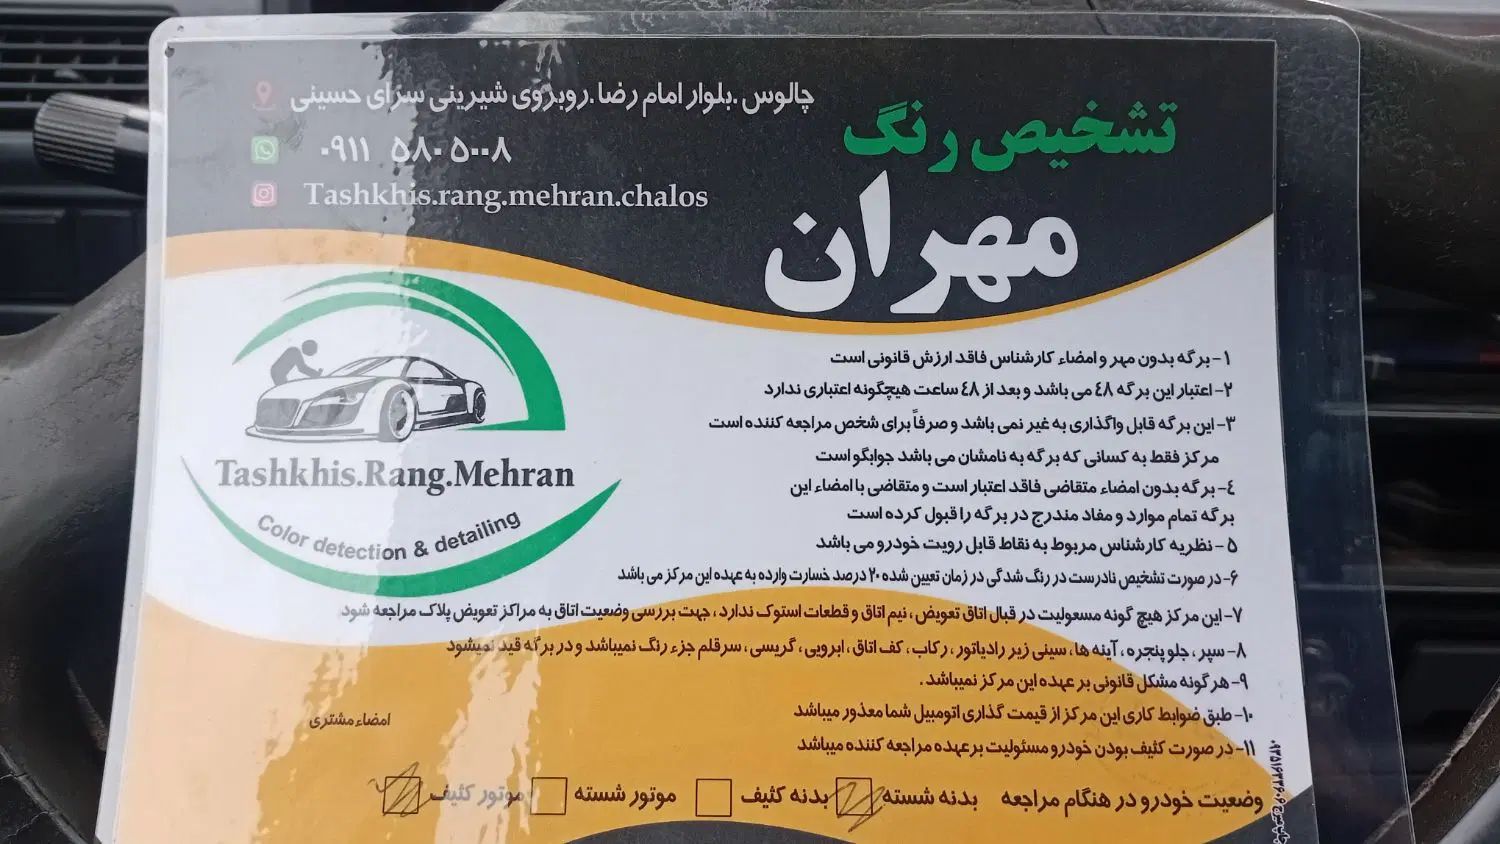 تشخیص رنگ
مهران
چالوس .بلوار امام رضا .روبروی شیرینی سرای حسینی
۰۹۱۱ ۵۸۰ ۵۰۰۸
Tashkhis.rang.mehran.chalos
Tashkhis.Rang.Mehran
Color detection & detailing
۱- برگه بدون مهر و امضاء کارشناس فاقد ارزش قانونی است
۲- اعتبار این برگه ۴۸ می باشد و بعد از ۴۸ ساعت هیچگونه اعتباری ندارد
۳- این برگه قابل واگذاری به غیر نمی باشد و صرفاً برای شخص مراجعه کننده است
مرکز فقط به کسانی که برگه به نامشان می باشد جوابگو است
۴- برگه بدون امضاء متقاضی فاقد اعتبار است و متقاضی با امضاء این
برگه تمام موارد و مفاد مندرج در برگه را قبول کرده است
۵- نظریه کارشناس مربوط به نقاط قابل رویت خودرو می باشد
۶- در صورت تشخیص نادرست در رنگ شدگی در زمان تعیین شده ۲۰ درصد خسارت وارده به عهده این مرکز می باشد
۷- این مرکز هیچ گونه مسعولیت در قبال اتاق تعویض ، نیم اتاق و قطعات استوک ندارد ، جهت بررسی وضعیت اتاق به مراکز تعویض پلاک مراجعه شود
۸- سپر ، جلو پنجره ، آینه ها ، سینی زیر رادیاتور ، رکاب ، کف اتاق ، ابرویی ، گریسی ، سرقلم جزء رنگ نمیباشد و در برگه قید نمیشود
۹- هر گونه مشکل قانونی بر عهده این مرکز نمیباشد .
۱۰- طبق ضوابط کاری این مرکز از قیمت گذاری اتومبیل شما معذور میباشد
۱۱- در صورت کثیف بودن خودرو مسئولیت بر عهده مراجعه کننده میباشد
امضاء مشتری
وضعیت خودرو در هنگام مراجعه بدنه شسته بدنه کثیف موتور شسته موتور کثیف